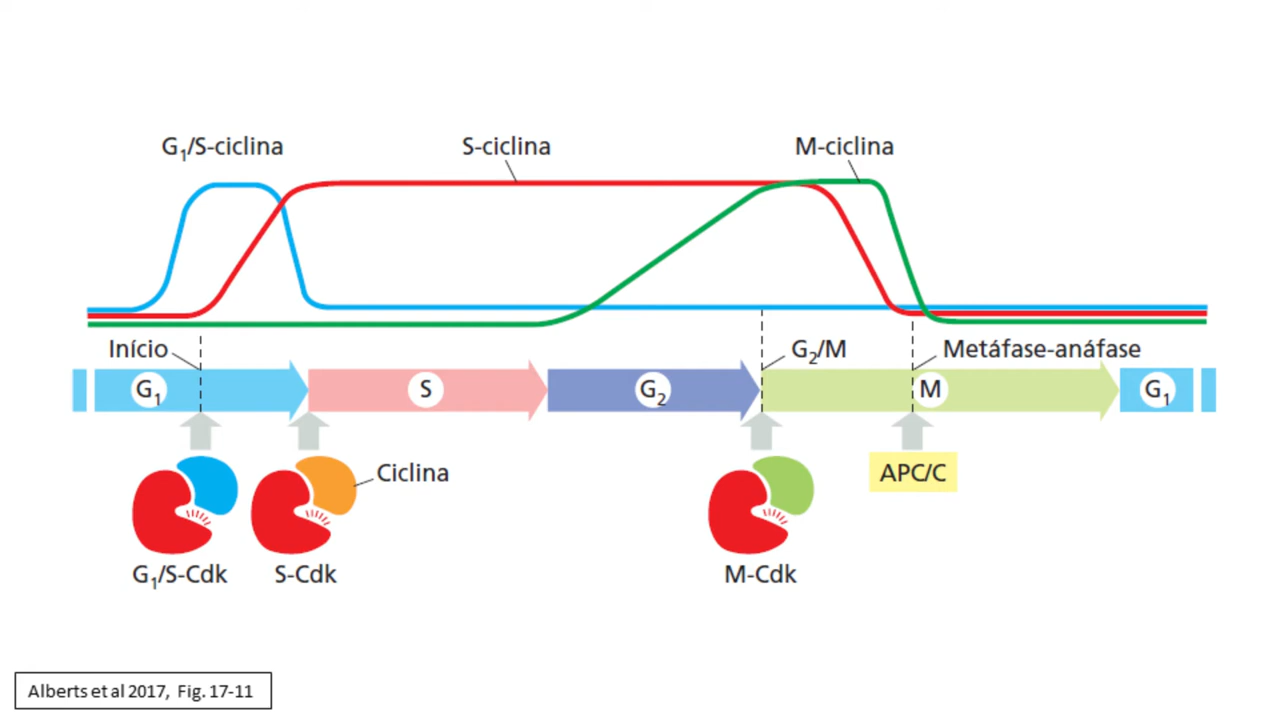 G₁/S-ciclina
S-ciclina
M-ciclina
Início
G₂/M
Metáfase-anáfase
G₁
S
G₂
M
G₁
Ciclina
APC/C
G₁/S-Cdk
S-Cdk
M-Cdk
Alberts et al 2017, Fig. 17-11